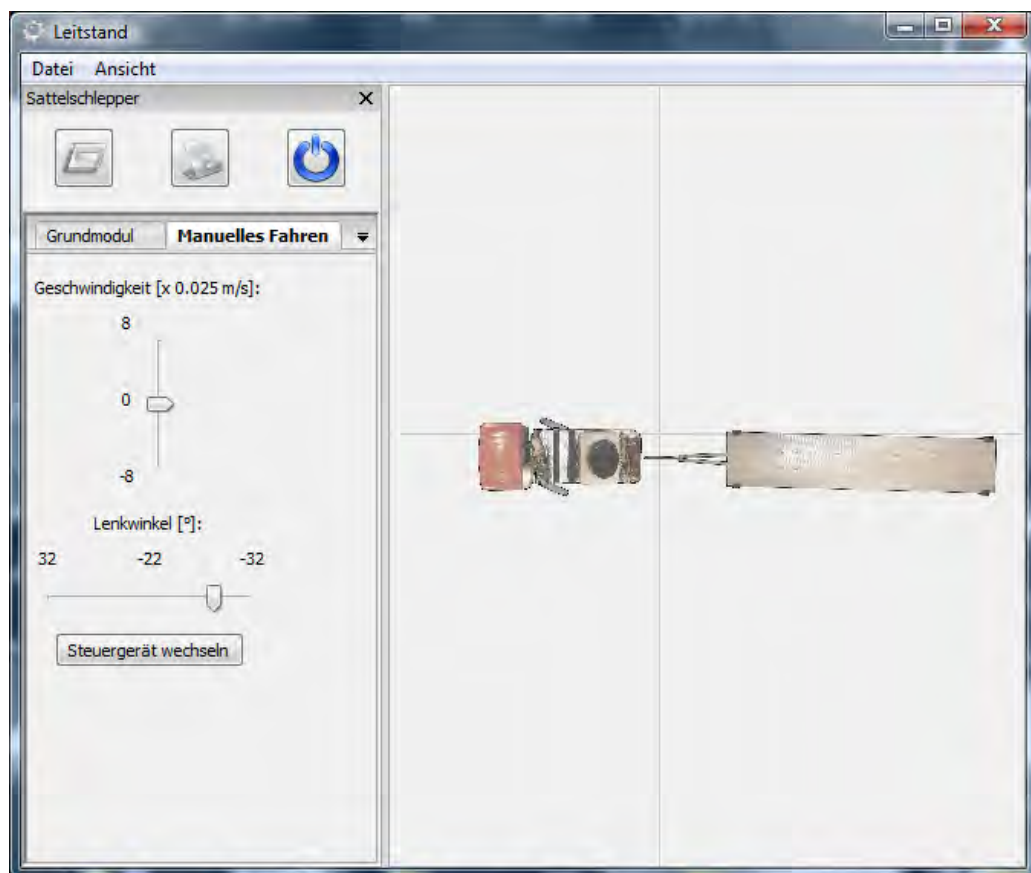 Leitstand
Datei Ansicht
Sattelschlepper
Grundmodul Manuelles Fahren
Geschwindigkeit [x 0.025 m/s]:
8
0
-8
Lenkwinkel [°]:
32 -22 -32
Steuergerät wechseln